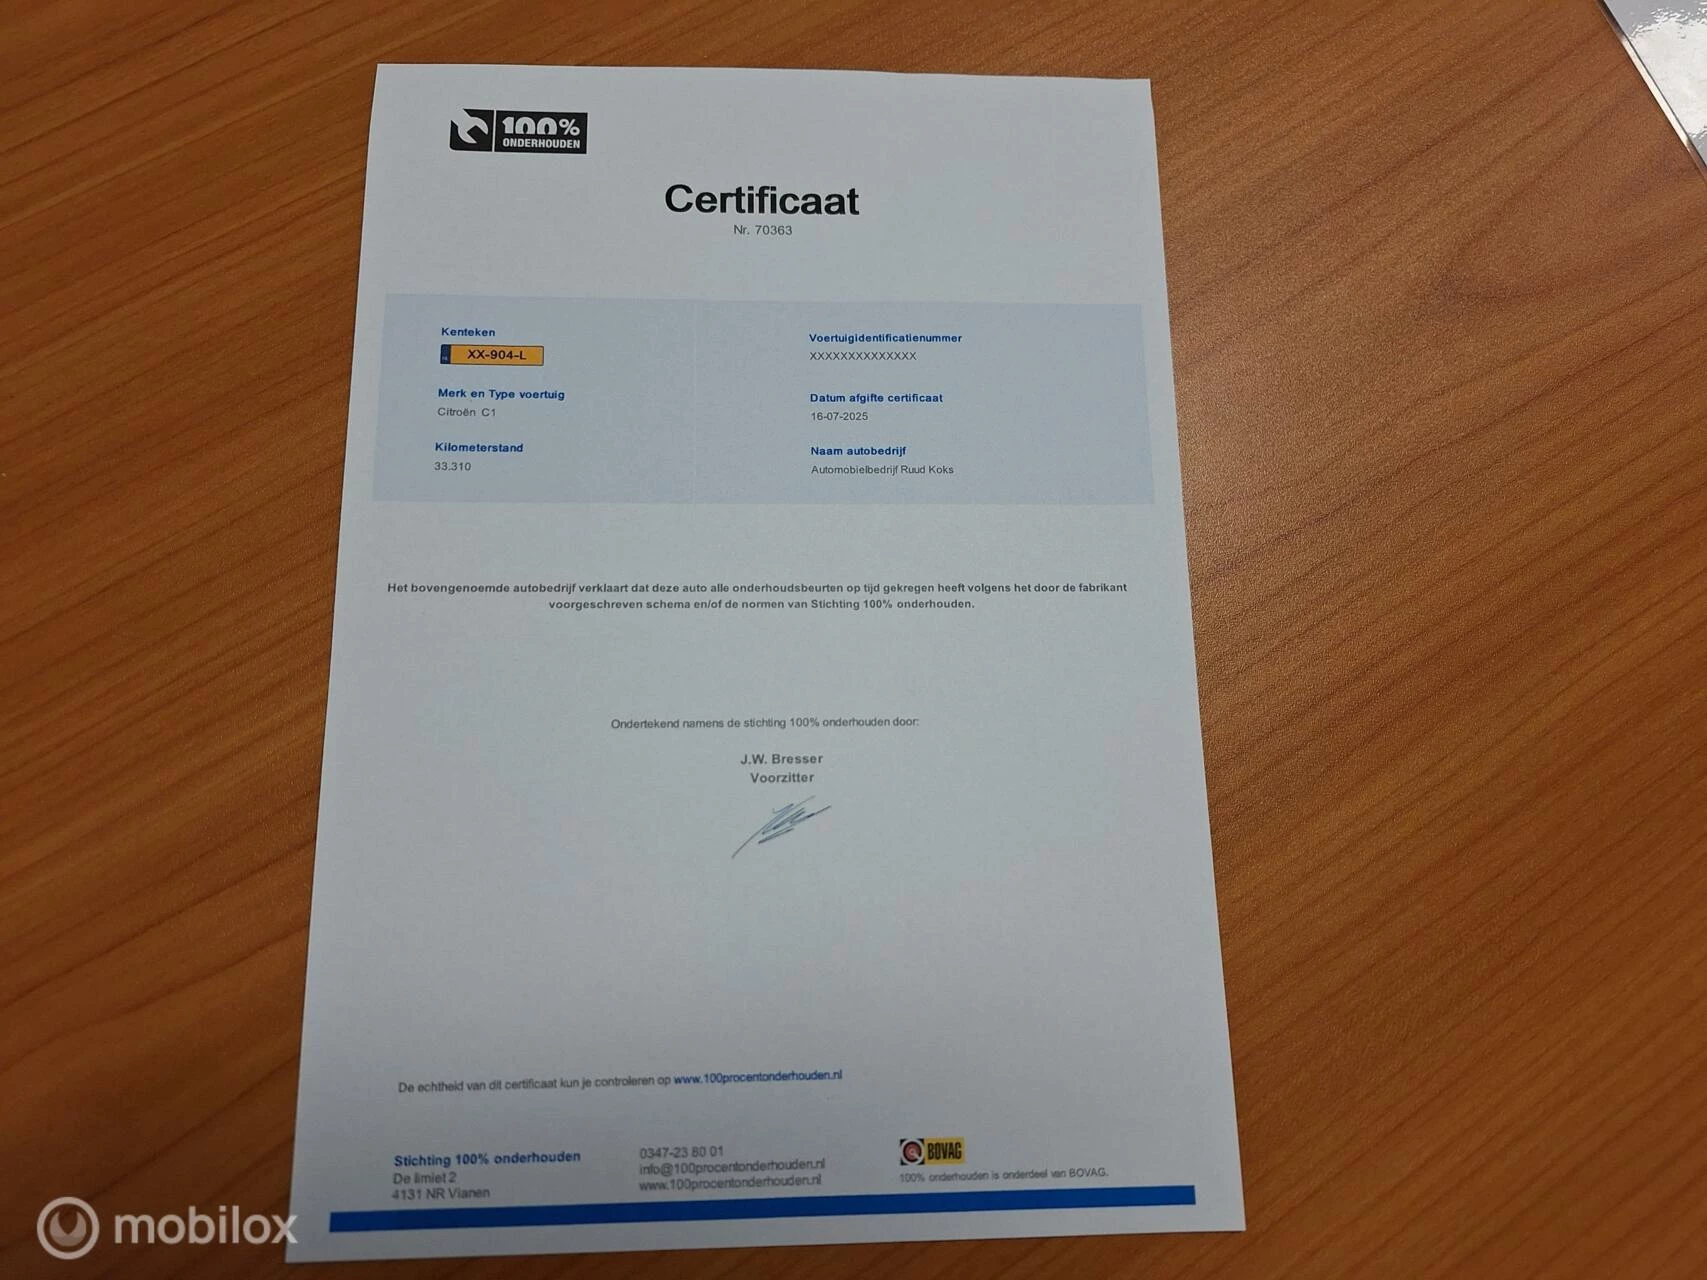 100%
ONDERHOUDEN
Certificaat
Nr. 70363
Kenteken
NL XX-904-L
Merk en Type voertuig
Citroën C1
Kilometerstand
33.310
Voertuigidentificatienummer
XXXXXXXXXXXXXX
Datum afgifte certificaat
16-07-2025
Naam autobedrijf
Automobielbedrijf Ruud Koks
Het bovengenoemde autobedrijf verklaart dat deze auto alle onderhoudsbeurten op tijd gekregen heeft volgens het door de fabrikant
voorgeschreven schema en/of de normen van Stichting 100% onderhouden.
Ondertekend namens de stichting 100% onderhouden door:
J.W. Bresser
Voorzitter
De echtheid van dit certificaat kun je controleren op www.100procentonderhouden.nl
Stichting 100% onderhouden
De limiet 2
4131 NR Vianen
0347-23 80 01
info@100procentonderhouden.nl
www.100procentonderhouden.nl
BOVAG
100% onderhouden is onderdeel van BOVAG.
mobilox